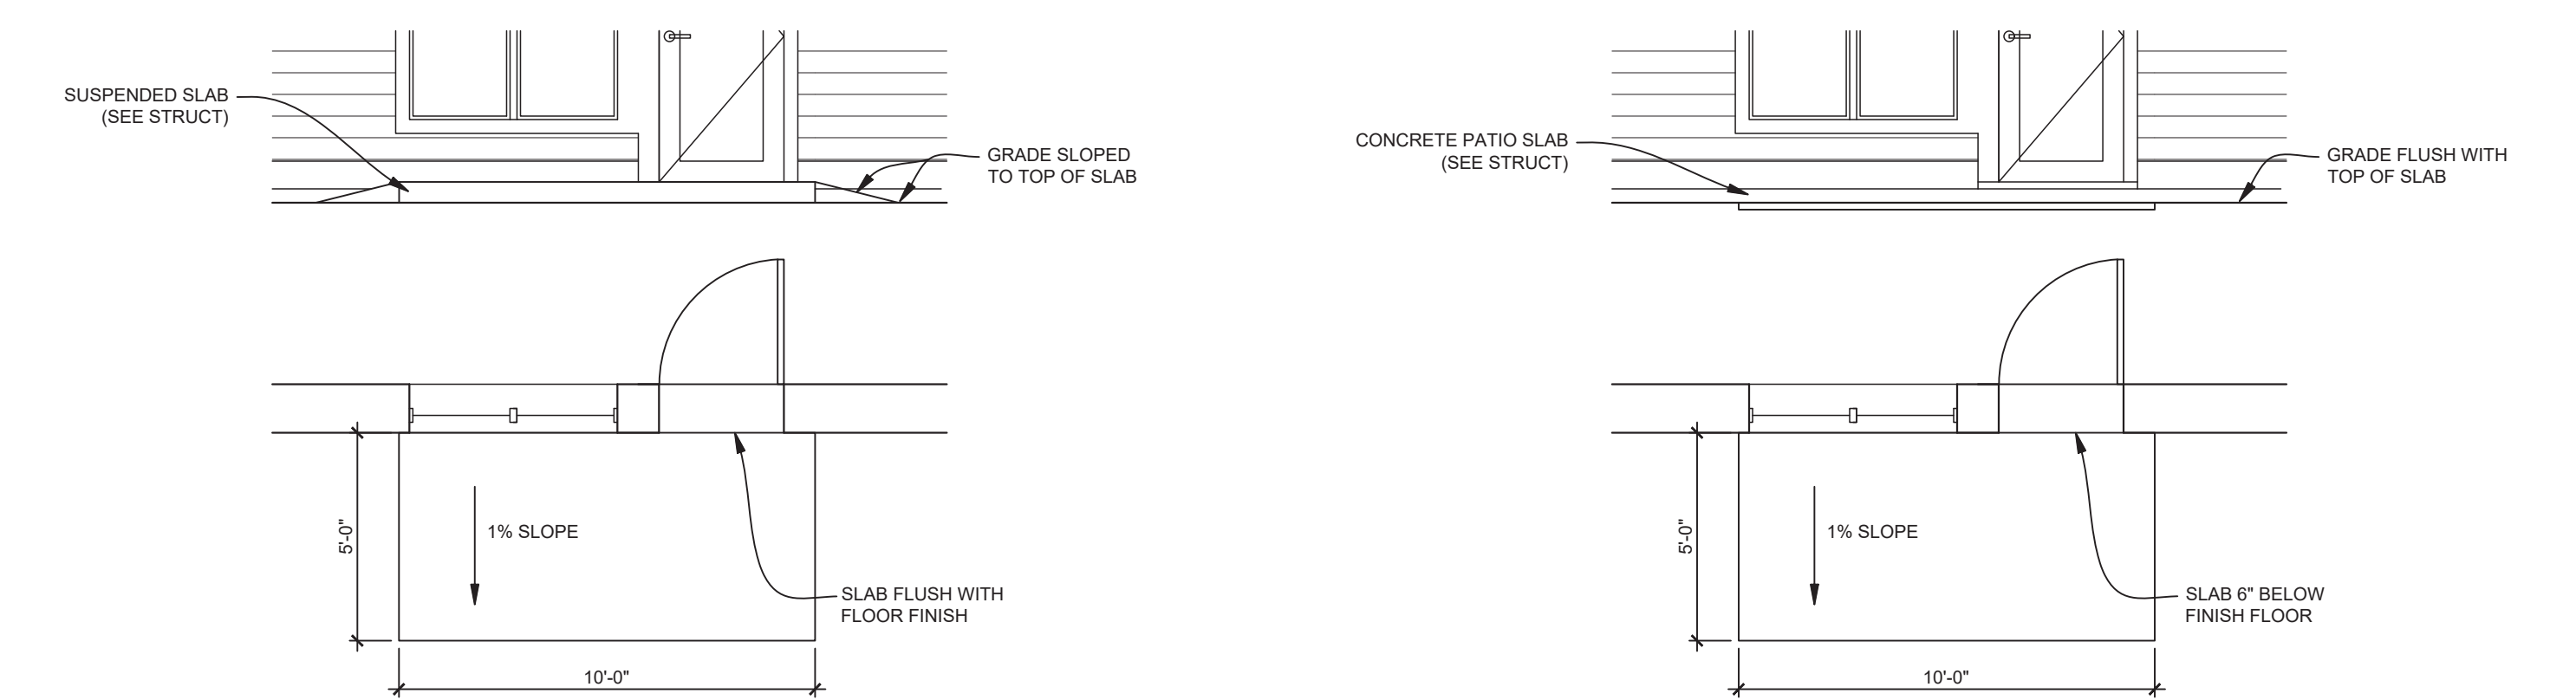 SUSPENDED SLAB
(SEE STRUCT)
GRADE SLOPED
TO TOP OF SLAB
5'-0"
1% SLOPE
SLAB FLUSH WITH
FLOOR FINISH
10'-0"
CONCRETE PATIO SLAB
(SEE STRUCT)
GRADE FLUSH WITH
TOP OF SLAB
5'-0"
1% SLOPE
SLAB 6" BELOW
FINISH FLOOR
10'-0"